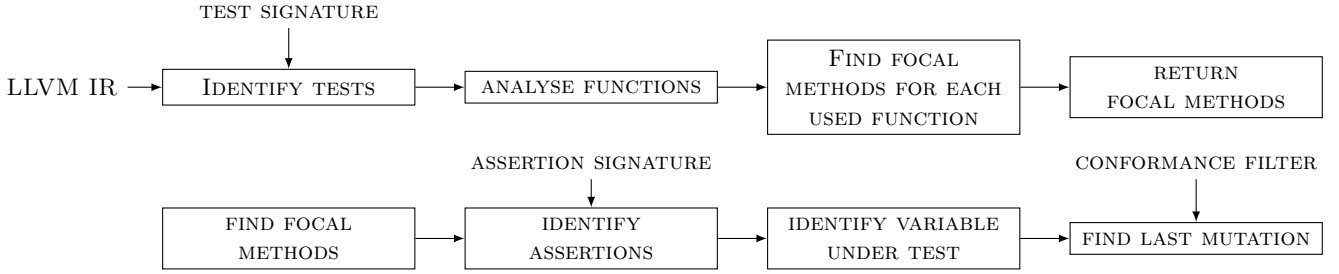 TEST SIGNATURE
LLVM IR
IDENTIFY TESTS
ANALYSE FUNCTIONS
FIND FOCAL
METHODS FOR EACH
USED FUNCTION
RETURN
FOCAL METHODS
ASSERTION SIGNATURE
CONFORMANCE FILTER
FIND FOCAL
METHODS
IDENTIFY
ASSERTIONS
IDENTIFY VARIABLE
UNDER TEST
FIND LAST MUTATION